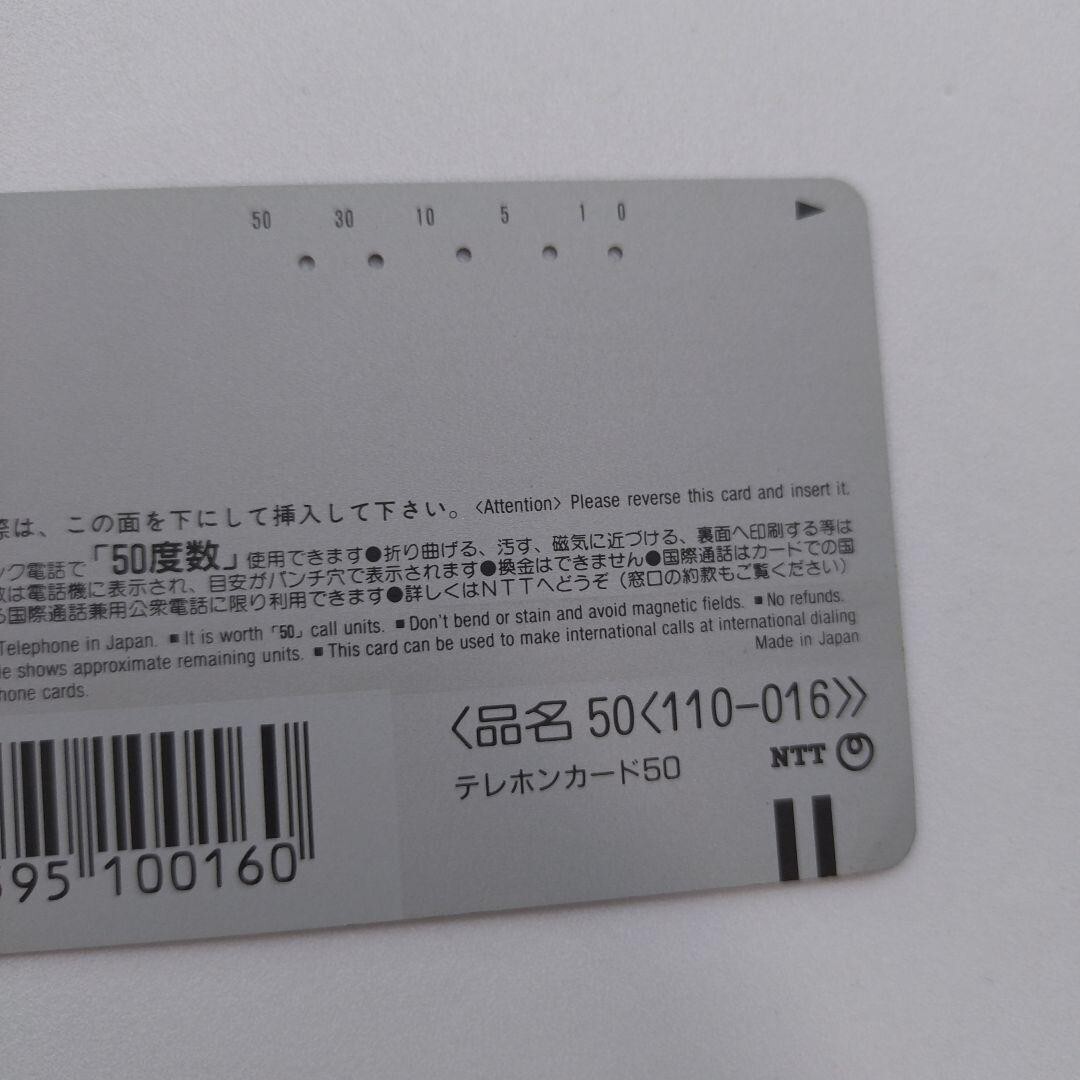 50 30 10 5 1 0
際は、この面を下にして挿入して下さい。〈Attention〉 Please reverse this card and insert it.
ック電話で「50度数」使用できます●折り曲げる、汚す、磁気に近づける、裏面へ印刷する等は
数は電話機に表示され、目安がパンチ穴で表示されます●換金はできません●国際通話はカードでの国
る国際通話兼用公衆電話に限り利用できます●詳しくはNTTへどうぞ(窓口の約款もご覧ください)
Telephone in Japan. ■ It is worth「50」call units. ■ Don't bend or stain and avoid magnetic fields. ■ No refunds.
le shows approximate remaining units. ■ This card can be used to make international calls at international dialing
hone cards.
Made in Japan
〈品名 50〈110-016〉〉
テレホンカード50
NTT
595 100160